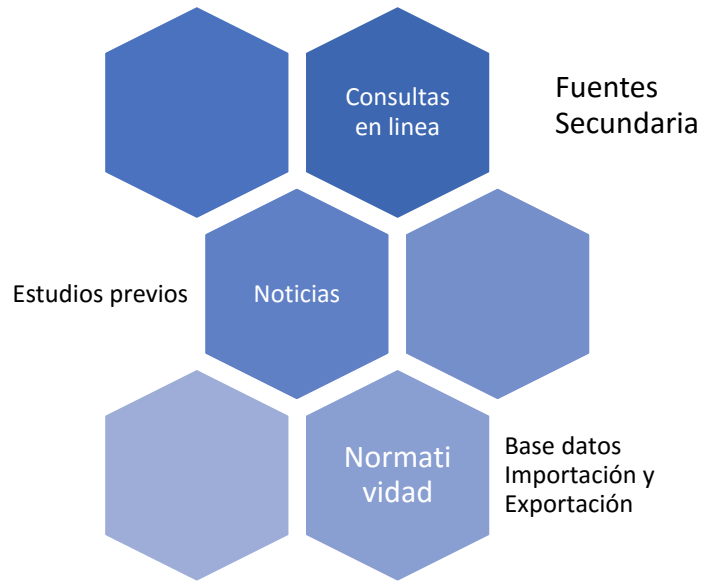 Consultas
en linea
Fuentes
Secundaria
Estudios previos
Noticias
Normati
vidad
Base datos
Importación y
Exportación